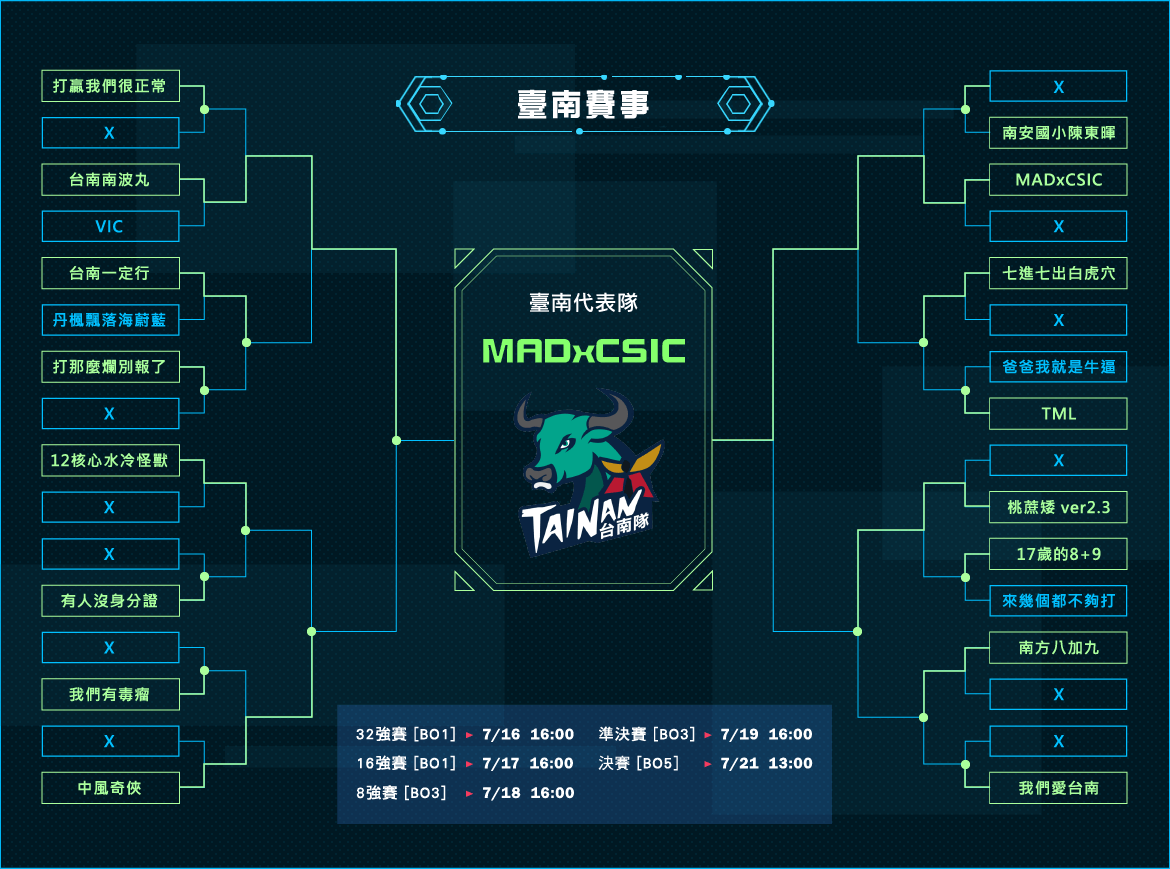 臺南賽事
打贏我們很正常
X
台南南波丸
VIC
台南一定行
丹楓飄落海蔚藍
打那麼爛別報了
X
12核心水冷怪獸
X
X
有人沒身分證
X
我們有毒瘤
X
中風奇俠
臺南代表隊
MADxCSIC
TAINAN
台南隊
X
南安國小陳東暉
MADxCSIC
X
七進七出白虎穴
X
爸爸我就是牛逼
TML
X
桃蔗矮 ver2.3
17歲的8+9
來幾個都不夠打
南方八加九
X
X
我們愛台南
32強賽 [BO1] ► 7/16 16:00 準決賽 [BO3] ► 7/19 16:00
16強賽 [BO1] ► 7/17 16:00 決賽 [BO5] ► 7/21 13:00
8強賽 [BO3] ► 7/18 16:00